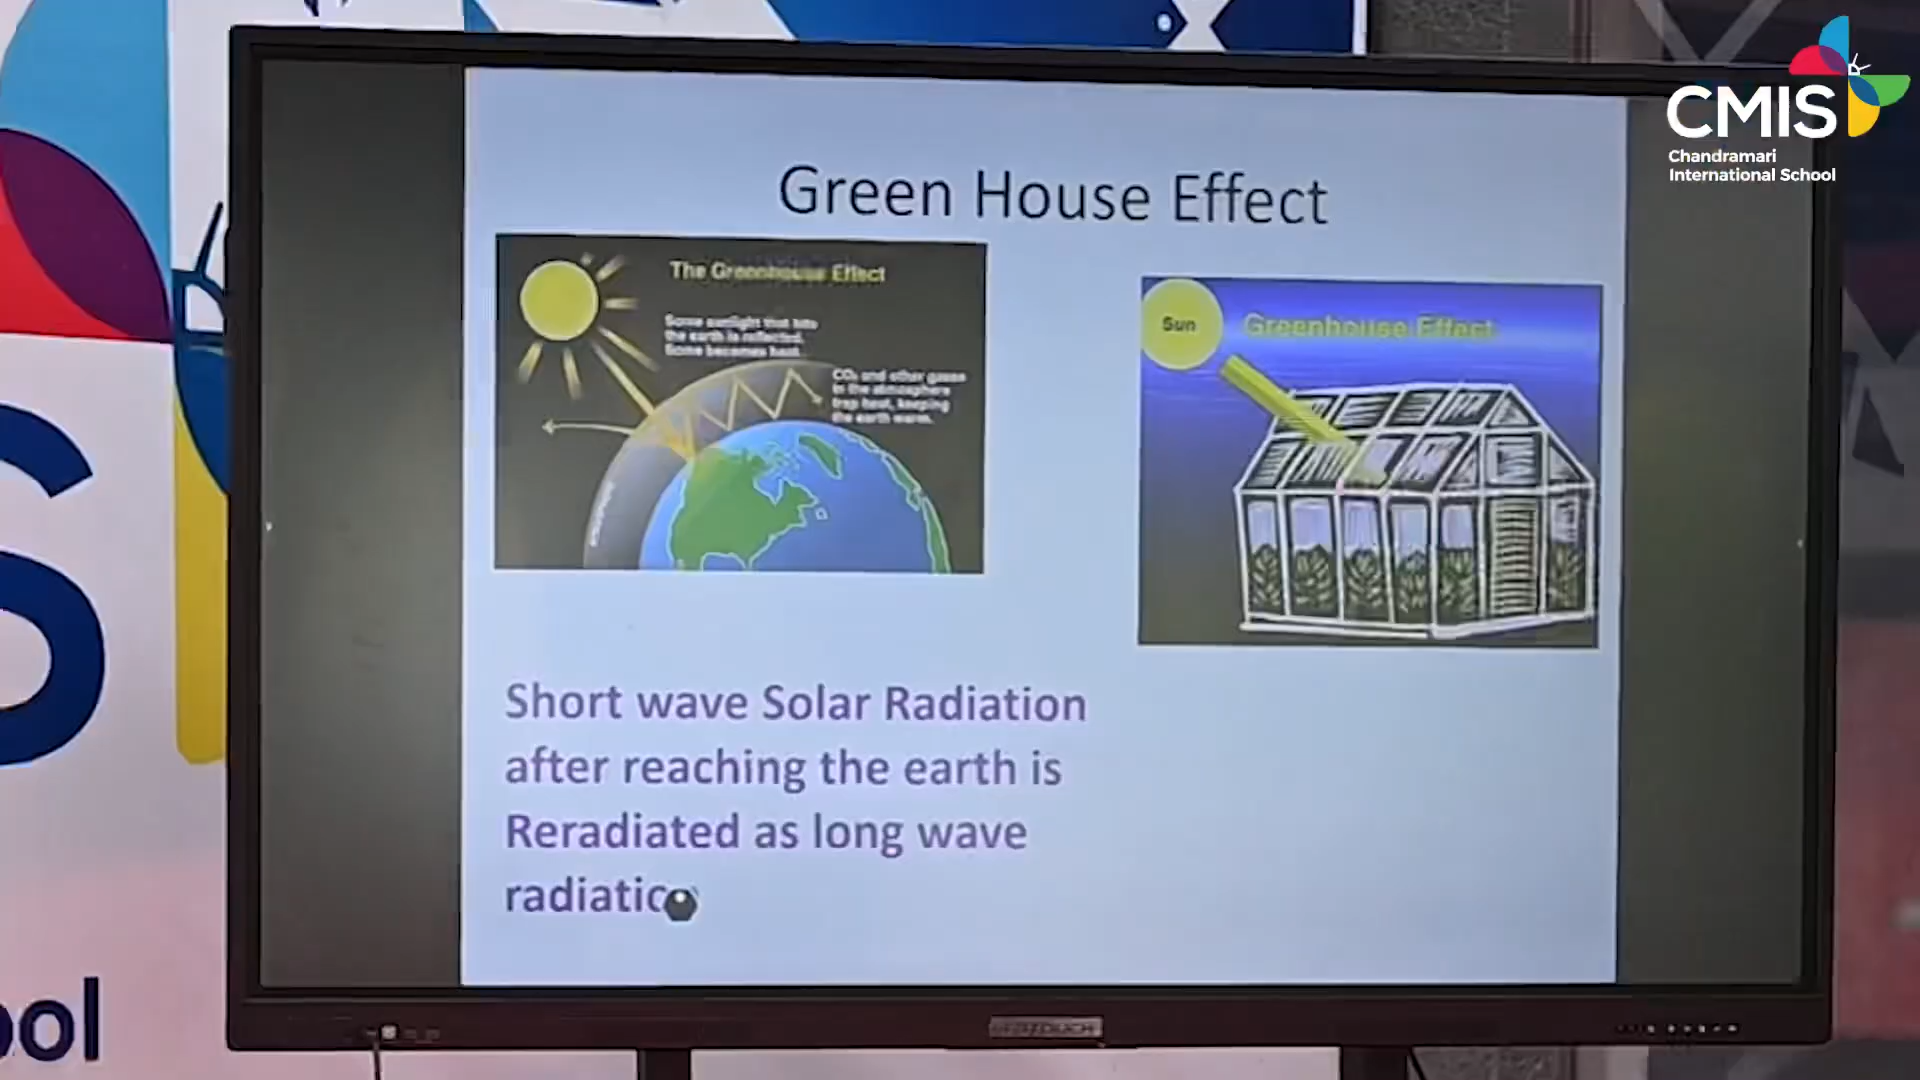 CMIS
Chandramari
International School
Green House Effect
The Greenhouse Effect
Some sunlight that hits
the earth is reflected.
Some becomes heat.
CO₂ and other gases
in the atmosphere
trap heat, keeping
the earth warm.
Sun
Greenhouse Effect
Short wave Solar Radiation
after reaching the earth is
Reradiated as long wave
radiatio
ool